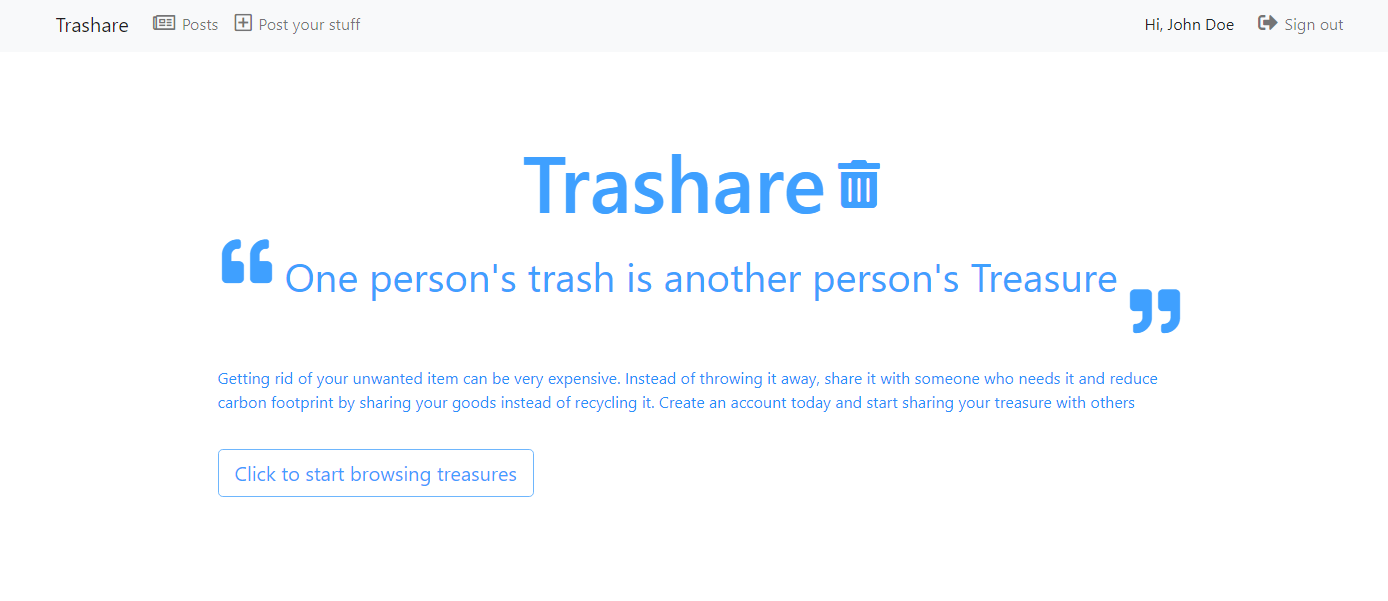 Trashare Posts Post your stuff Hi, John Doe Sign out
Trashare
“ One person's trash is another person's Treasure ”
Getting rid of your unwanted item can be very expensive. Instead of throwing it away, share it with someone who needs it and reduce
carbon footprint by sharing your goods instead of recycling it. Create an account today and start sharing your treasure with others
Click to start browsing treasures